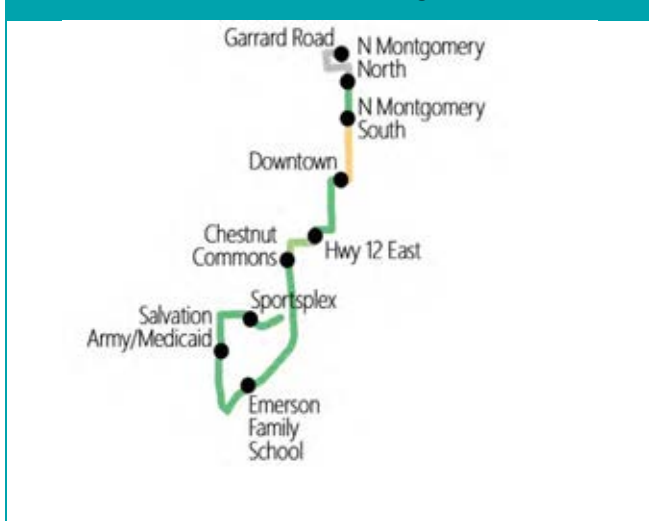 Garrard Road
N Montgomery
North
N Montgomery
South
Downtown
Chestnut
Commons
Hwy 12 East
Sportsplex
Salvation
Army/Medicaid
Emerson
Family
School